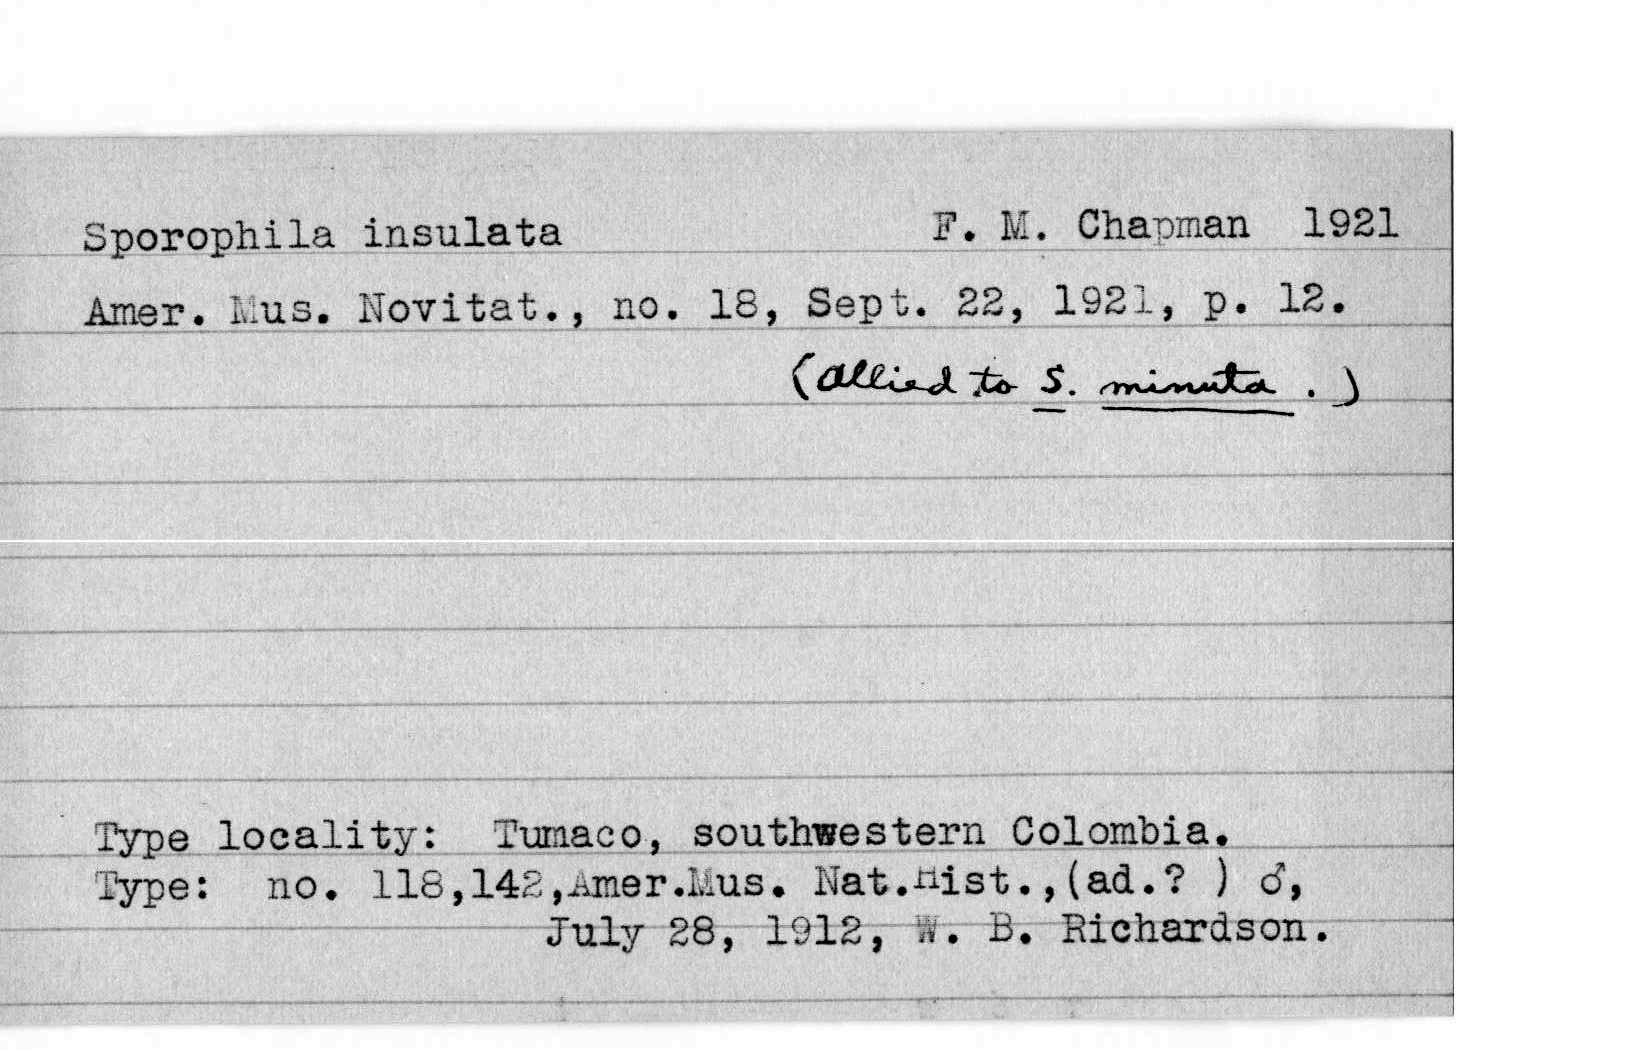 Sporophila insulata F. M. Chapman 1921
Amer. Mus. Novitat., no. 18, Sept. 22, 1921, p. 12.
(allied to S. minuta.)
Type locality: Tumaco, southwestern Colombia.
Type: no. 118,142,Amer.Mus. Nat.Hist.,(ad.? ) ♂,
July 28, 1912, W. B. Richardson.